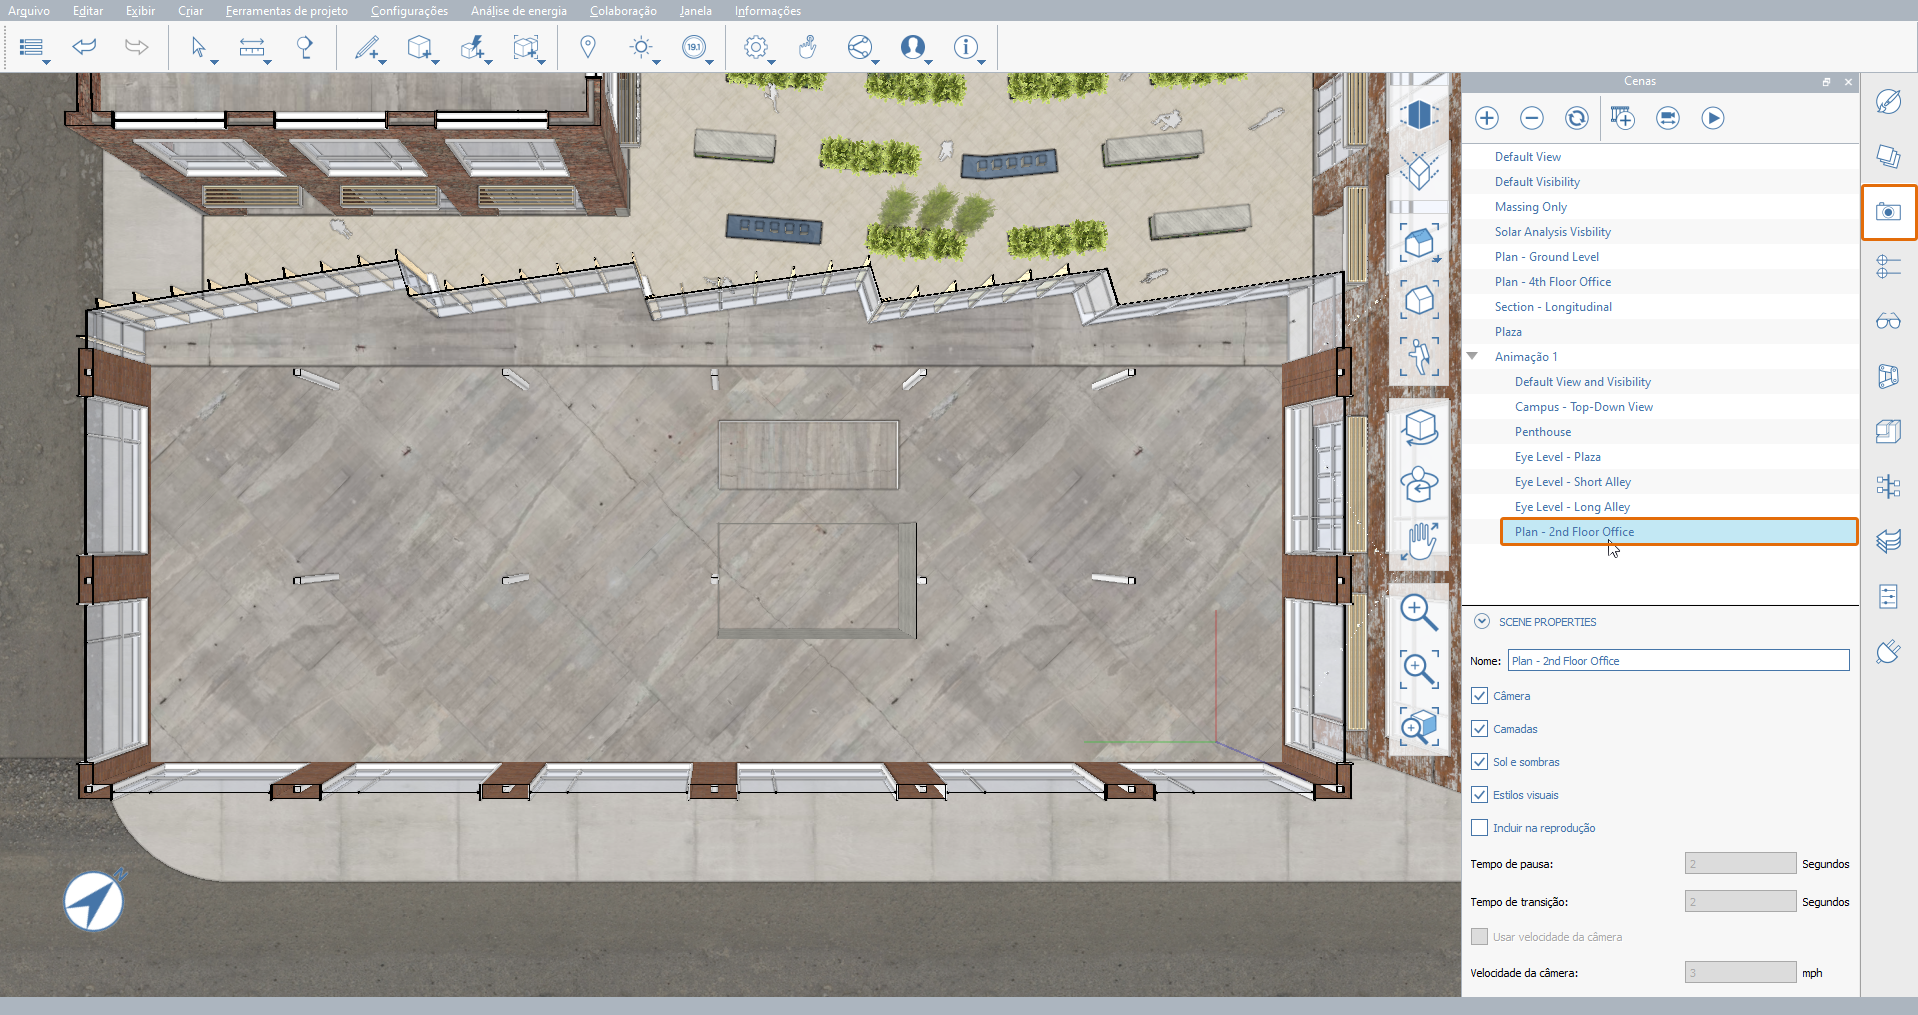 Arquivo Editar Exibir Criar Ferramentas de projeto Configurações Análise de energia Colaboração Janela Informações
19.1
Cenas
Default View
Default Visibility
Massing Only
Solar Analysis Visbility
Plan - Ground Level
Plan - 4th Floor Office
Section - Longitudinal
Plaza
Animação 1
Default View and Visibility
Campus - Top-Down View
Penthouse
Eye Level - Plaza
Eye Level - Short Alley
Eye Level - Long Alley
Plan - 2nd Floor Office
SCENE PROPERTIES
Nome: Plan - 2nd Floor Office
Câmera
Camadas
Sol e sombras
Estilos visuais
Incluir na reprodução
Tempo de pausa: 2 Segundos
Tempo de transição: 2 Segundos
Usar velocidade da câmera
Velocidade da câmera: 3 mph
N